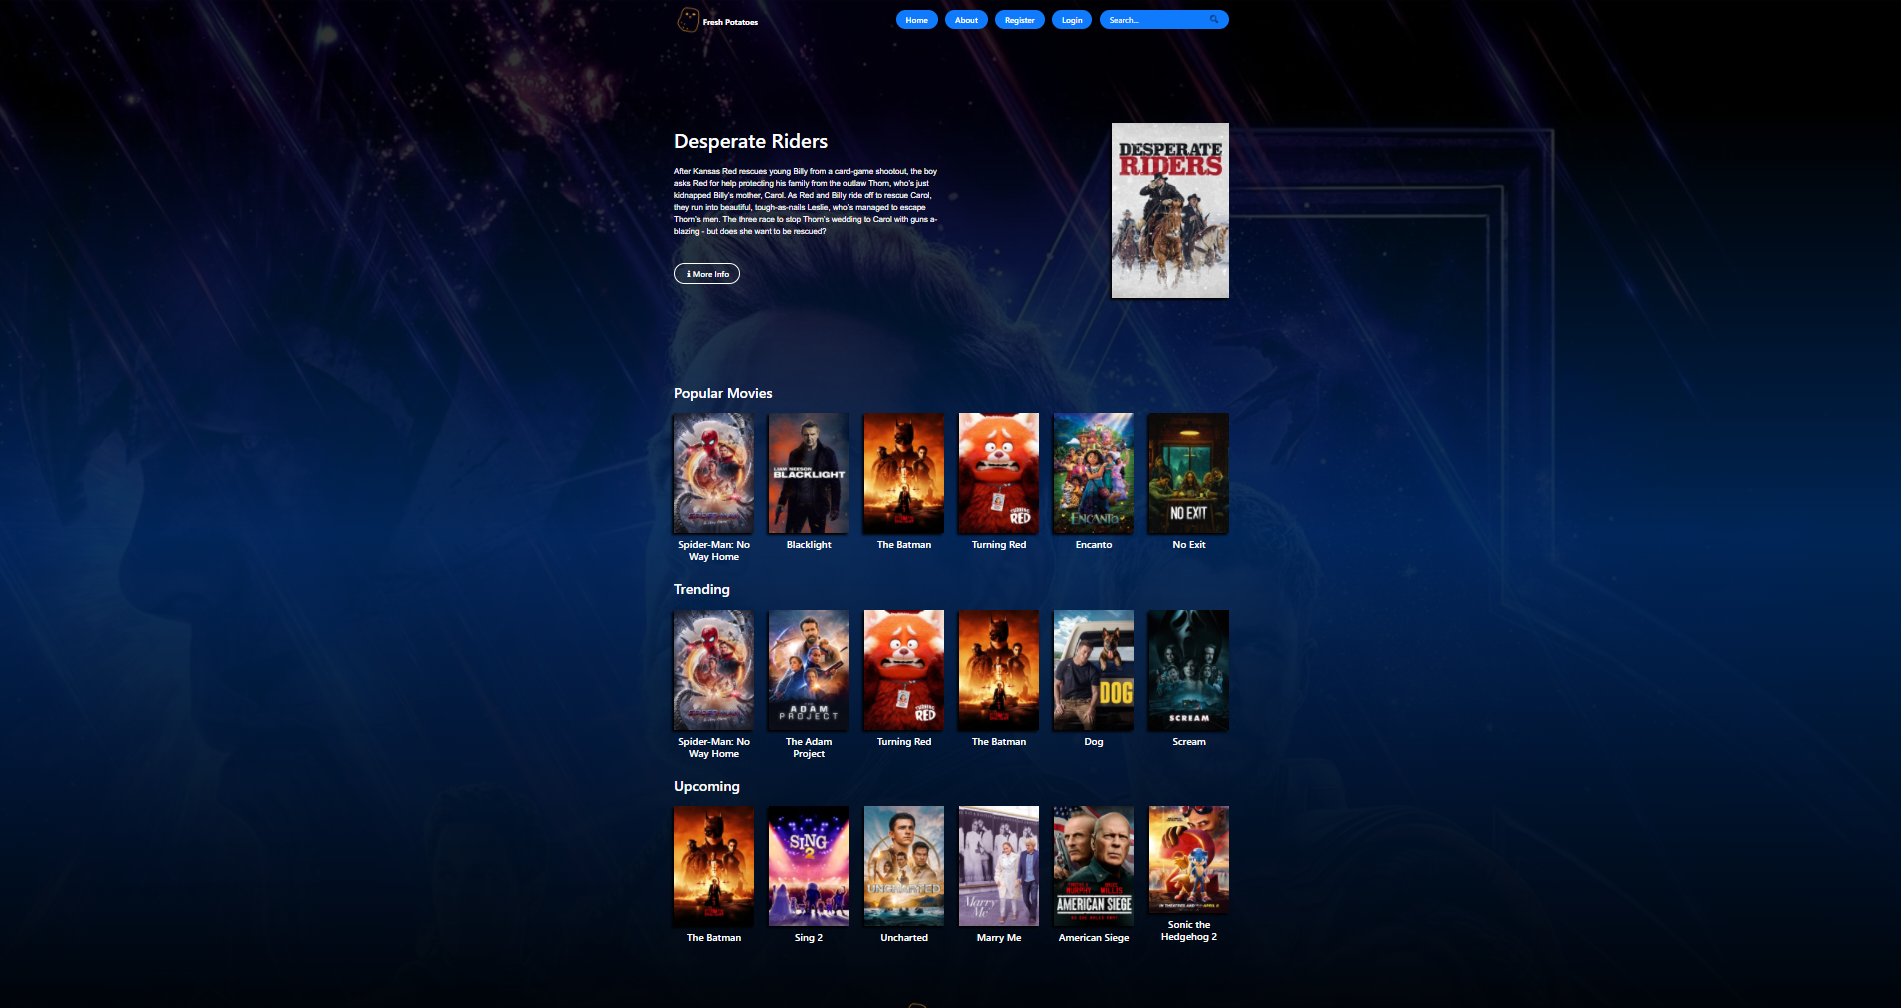 Fresh Potatoes
Home
About
Register
Login
Search...
Desperate Riders
After Kansas Red rescues young Billy from a card-game shootout, the boy
asks Red for help protecting his family from the outlaw Thorn, who's just
kidnapped Billy's mother, Carol. As Red and Billy ride off to rescue Carol,
they run into beautiful, tough-as-nails Leslie, who's managed to escape
Thorn's men. The three race to stop Thorn's wedding to Carol with guns a-
blazing - but does she want to be rescued?
More Info
DESPERATE
RIDERS
Popular Movies
LIAM NEESON
BLACKLIGHT
TURNING
RED
ENCANTO
NO EXIT
Spider-Man: No
Way Home
Blacklight
The Batman
Turning Red
Encanto
No Exit
Trending
ADAM
PROJECT
TURNING
RED
DOG
SCREAM
Spider-Man: No
Way Home
The Adam
Project
Turning Red
The Batman
Dog
Scream
Upcoming
SING
2
UNCHARTED
Marry
Me
MURPHY
WILLIS
AMERICAN SIEGE
The Batman
Sing 2
Uncharted
Marry Me
American Siege
Sonic the
Hedgehog 2